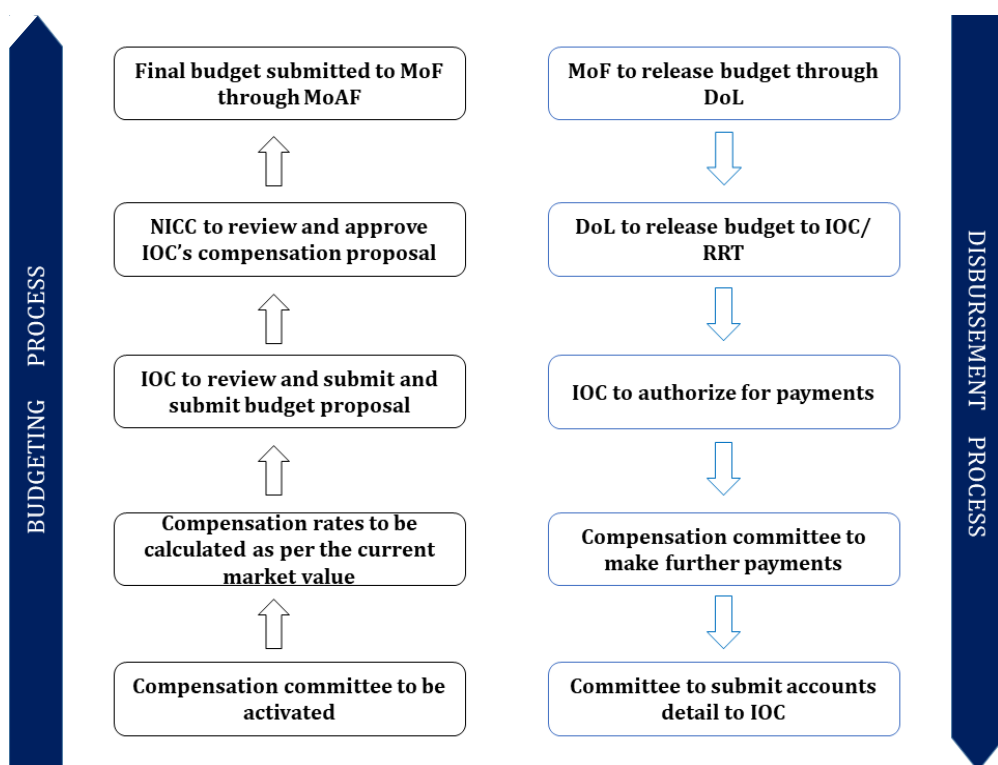 BUDGETING PROCESS
Final budget submitted to MoF
through MoAF
NICC to review and approve
IOC's compensation proposal
IOC to review and submit and
submit budget proposal
Compensation rates to be
calculated as per the current
market value
Compensation committee to be
activated
MoF to release budget through
DoL
DoL to release budget to IOC/
RRT
IOC to authorize for payments
Compensation committee to
make further payments
Committee to submit accounts
detail to IOC
DISBURSEMENT PROCESS